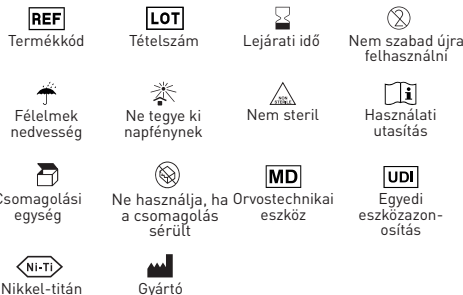 REF
LOT
Termékkód
Tételszám
Lejárati idő
Nem szabad újra
felhasználni
NON
STERILE
i
Félelmek
nedvesség
Ne tegye ki
napfénynek
Nem steril
Használati
utasítás
MD
UDI
Csomagolási
egység
Ne használja, ha
a csomagolás
sérült
Orvostechnikai
eszköz
Egyedi
eszközazon-
osítás
Ni-Ti
Nikkel-titán
Gyártó